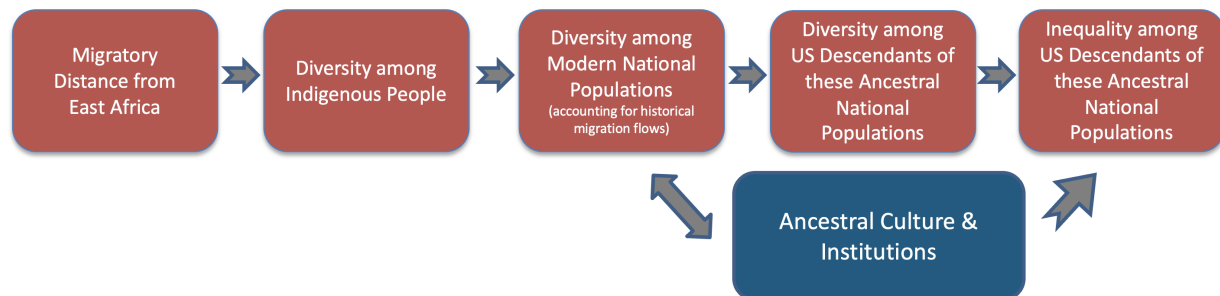 Migratory
Distance from
East Africa
Diversity among
Indigenous People
Diversity among
Modern National
Populations
(accounting for historical
migration flows)
Diversity among
US Descendants of
these Ancestral
National
Populations
Inequality among
US Descendants of
these Ancestral
National
Populations
Ancestral Culture &
Institutions